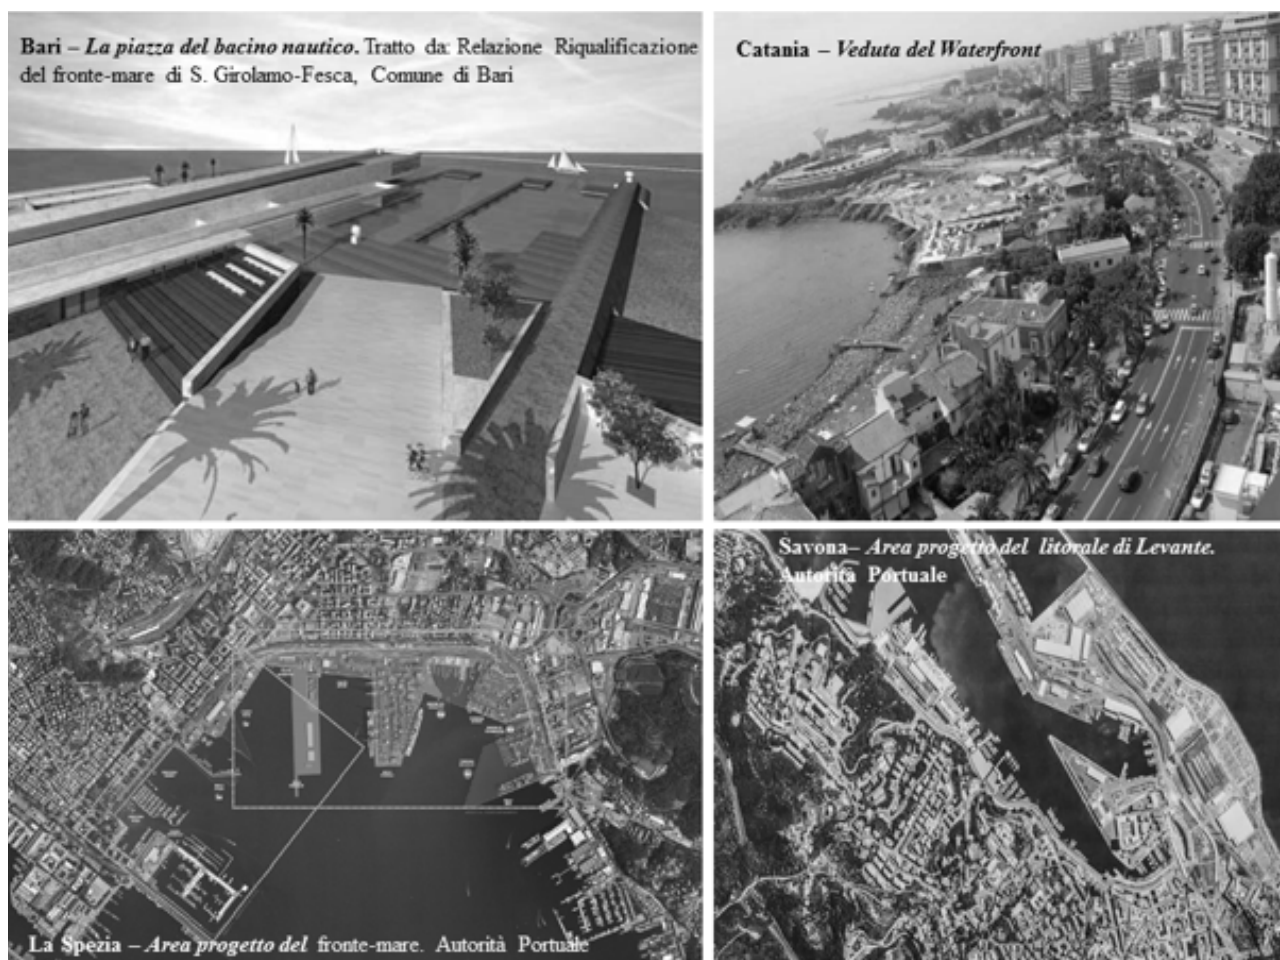 Bari – La piazza del bacino nautico. Tratto da: Relazione Riqualificazione
del fronte-mare di S. Girolamo-Fesca, Comune di Bari
Catania – Veduta del Waterfront
Savona– Area progetto del litorale di Levante.
Autorità Portuale
La Spezia – Area progetto del fronte-mare. Autorità Portuale